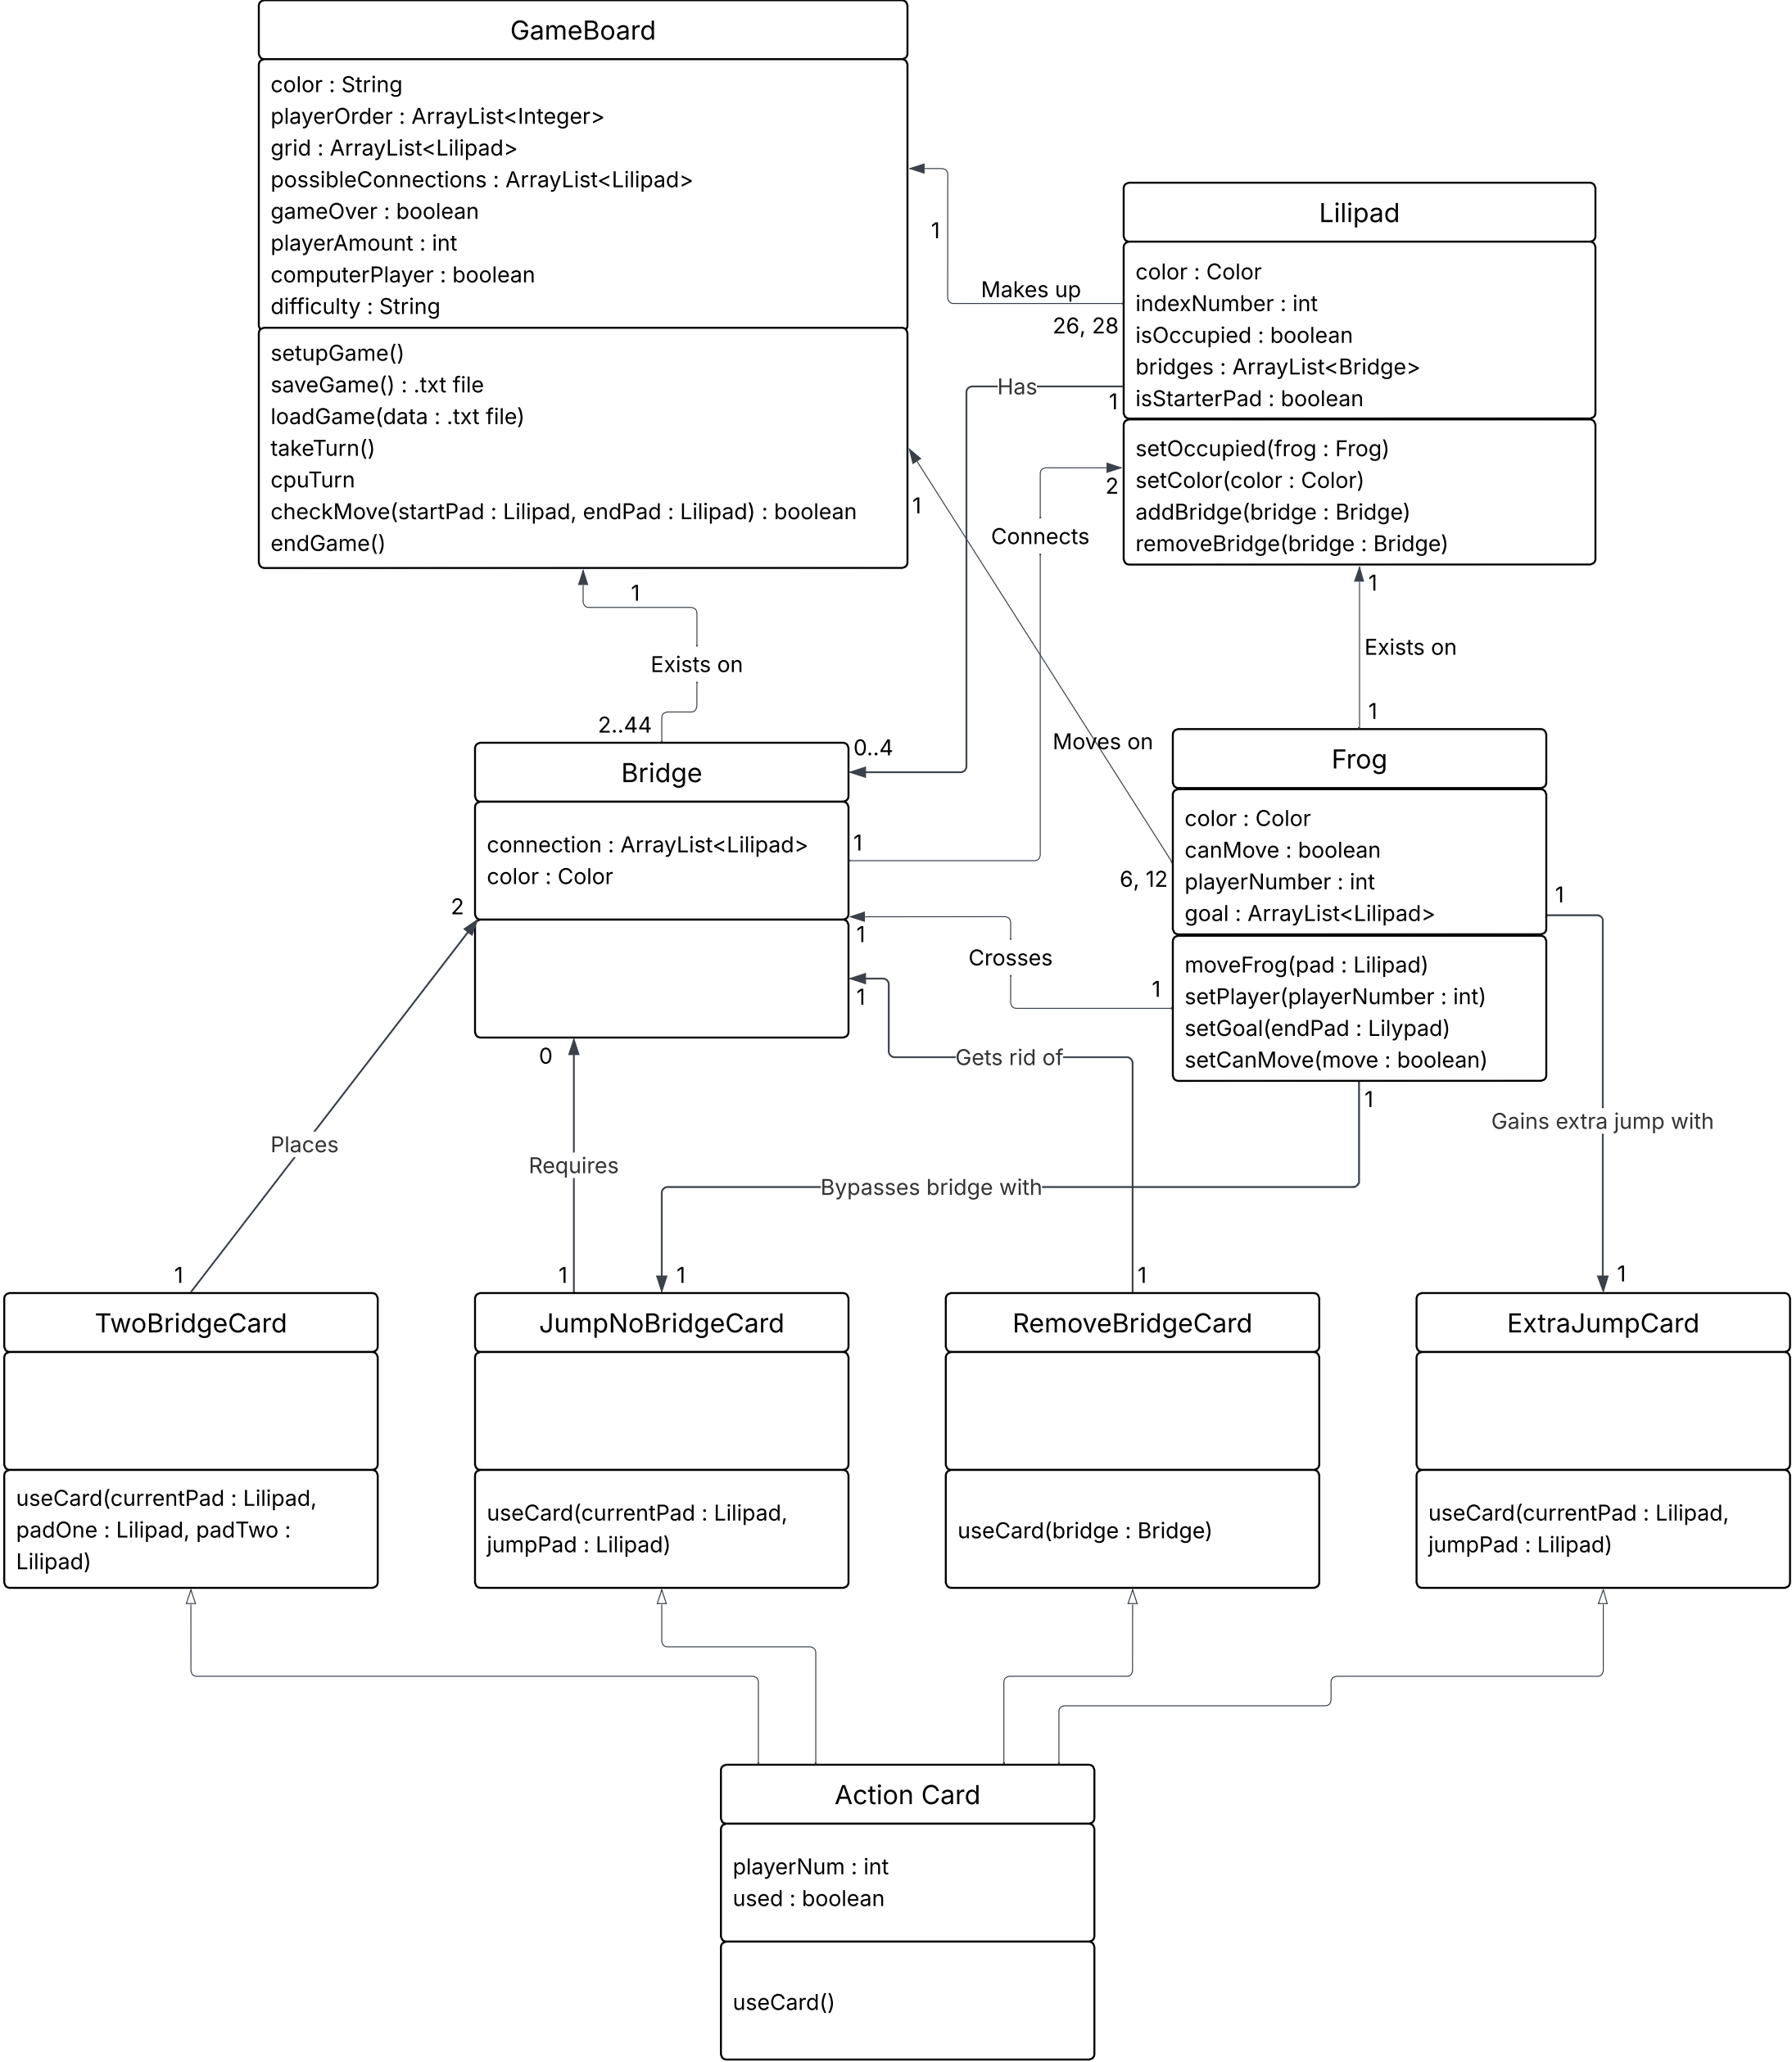 GameBoard
color : String
playerOrder : ArrayList<Integer>
grid : ArrayList<Lilipad>
possibleConnections : ArrayList<Lilipad>
gameOver : boolean
playerAmount : int
computerPlayer : boolean
difficulty : String
setupGame()
saveGame() : .txt file
loadGame(data : .txt file)
takeTurn()
cpuTurn
checkMove(startPad : Lilipad, endPad : Lilipad) : boolean
endGame()
1
Makes up
26, 28
Lilipad
color : Color
indexNumber : int
isOccupied : boolean
bridges : ArrayList<Bridge>
isStarterPad : boolean
setOccupied(frog : Frog)
setColor(color : Color)
addBridge(bridge : Bridge)
removeBridge(bridge : Bridge)
Has
1
2
1
Connects
1
Exists on
2..44
0..4
1
Exists on
1
Moves on
6, 12
Bridge
connection : ArrayList<Lilipad>
color : Color
1
2
1
1
0
Crosses
1
Frog
color : Color
canMove : boolean
playerNumber : int
goal : ArrayList<Lilipad>
moveFrog(pad : Lilipad)
setPlayer(playerNumber : int)
setGoal(endPad : Lilypad)
setCanMove(move : boolean)
1
1
Gets rid of
Gains extra jump with
Places
Requires
Bypasses bridge with
1
1
1
1
1
TwoBridgeCard
useCard(currentPad : Lilipad,
padOne : Lilipad, padTwo :
Lilipad)
JumpNoBridgeCard
useCard(currentPad : Lilipad,
jumpPad : Lilipad)
RemoveBridgeCard
useCard(bridge : Bridge)
ExtraJumpCard
useCard(currentPad : Lilipad,
jumpPad : Lilipad)
Action Card
playerNum : int
used : boolean
useCard()